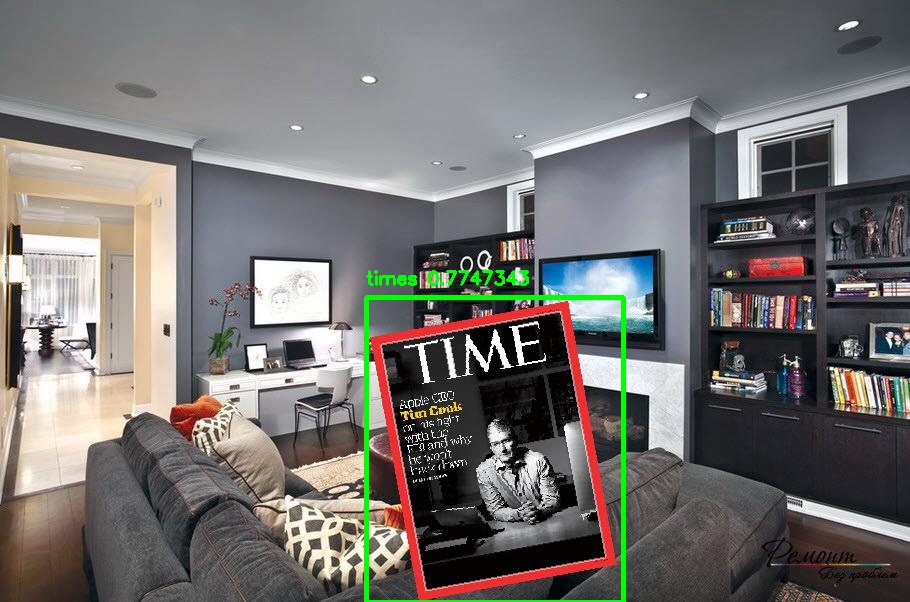 times 0.7747343
TIME
Apple CEO
Tim Cook
on his fight
with the
FBI and why
he won't
back down
Ремонт
Без проблем